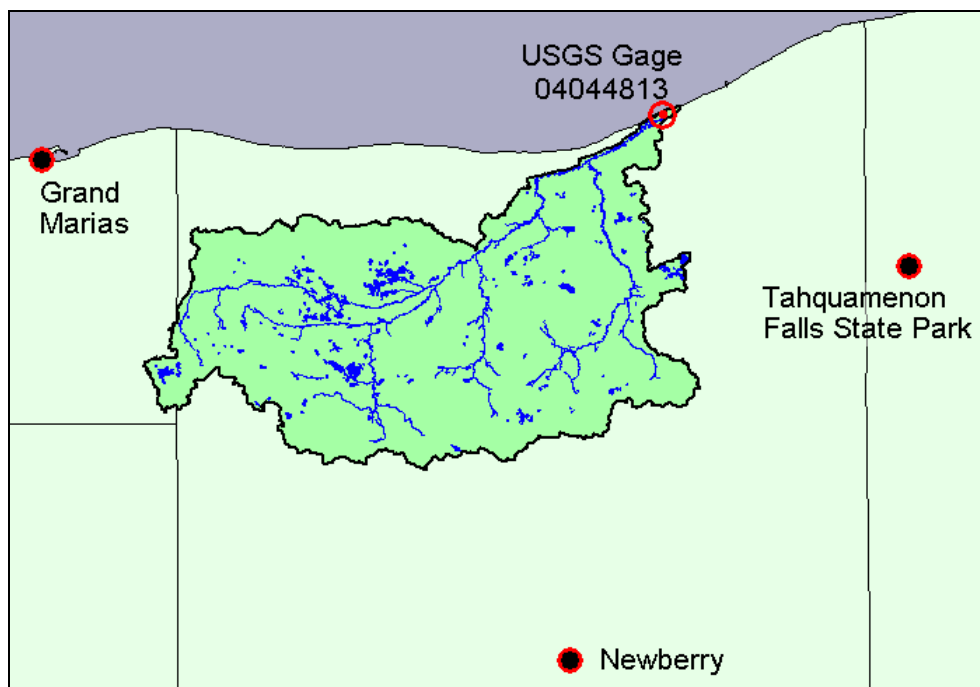 USGS Gage
04044813
Grand
Marias
Tahquamenon
Falls State Park
Newberry